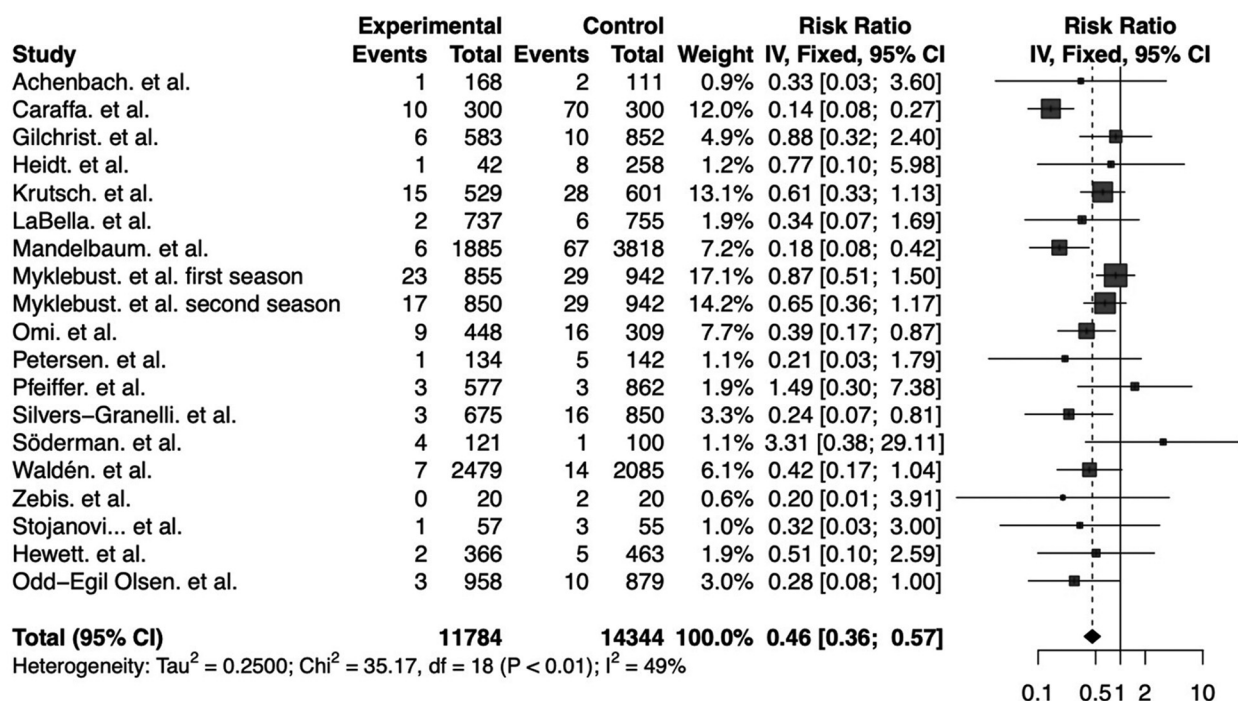 Experimental Control Risk Ratio Risk Ratio
Study Events Total Events Total Weight IV, Fixed, 95% CI IV, Fixed, 95% CI
Achenbach. et al. 1 168 2 111 0.9% 0.33 [0.03; 3.60]
Caraffa. et al. 10 300 70 300 12.0% 0.14 [0.08; 0.27]
Gilchrist. et al. 6 583 10 852 4.9% 0.88 [0.32; 2.40]
Heidt. et al. 1 42 8 258 1.2% 0.77 [0.10; 5.98]
Krutsch. et al. 15 529 28 601 13.1% 0.61 [0.33; 1.13]
LaBella. et al. 2 737 6 755 1.9% 0.34 [0.07; 1.69]
Mandelbaum. et al. 6 1885 67 3818 7.2% 0.18 [0.08; 0.42]
Myklebust. et al. first season 23 855 29 942 17.1% 0.87 [0.51; 1.50]
Myklebust. et al. second season 17 850 29 942 14.2% 0.65 [0.36; 1.17]
Omi. et al. 9 448 16 309 7.7% 0.39 [0.17; 0.87]
Petersen. et al. 1 134 5 142 1.1% 0.21 [0.03; 1.79]
Pfeiffer. et al. 3 577 3 862 1.9% 1.49 [0.30; 7.38]
Silvers–Granelli. et al. 3 675 16 850 3.3% 0.24 [0.07; 0.81]
Söderman. et al. 4 121 1 100 1.1% 3.31 [0.38; 29.11]
Waldén. et al. 7 2479 14 2085 6.1% 0.42 [0.17; 1.04]
Zebis. et al. 0 20 2 20 0.6% 0.20 [0.01; 3.91]
Stojanovi... et al. 1 57 3 55 1.0% 0.32 [0.03; 3.00]
Hewett. et al. 2 366 5 463 1.9% 0.51 [0.10; 2.59]
Odd–Egil Olsen. et al. 3 958 10 879 3.0% 0.28 [0.08; 1.00]
Total (95% CI) 11784 14344 100.0% 0.46 [0.36; 0.57]
Heterogeneity: Tau² = 0.2500; Chi² = 35.17, df = 18 (P < 0.01); I² = 49%
0.1 0.5 1 2 10